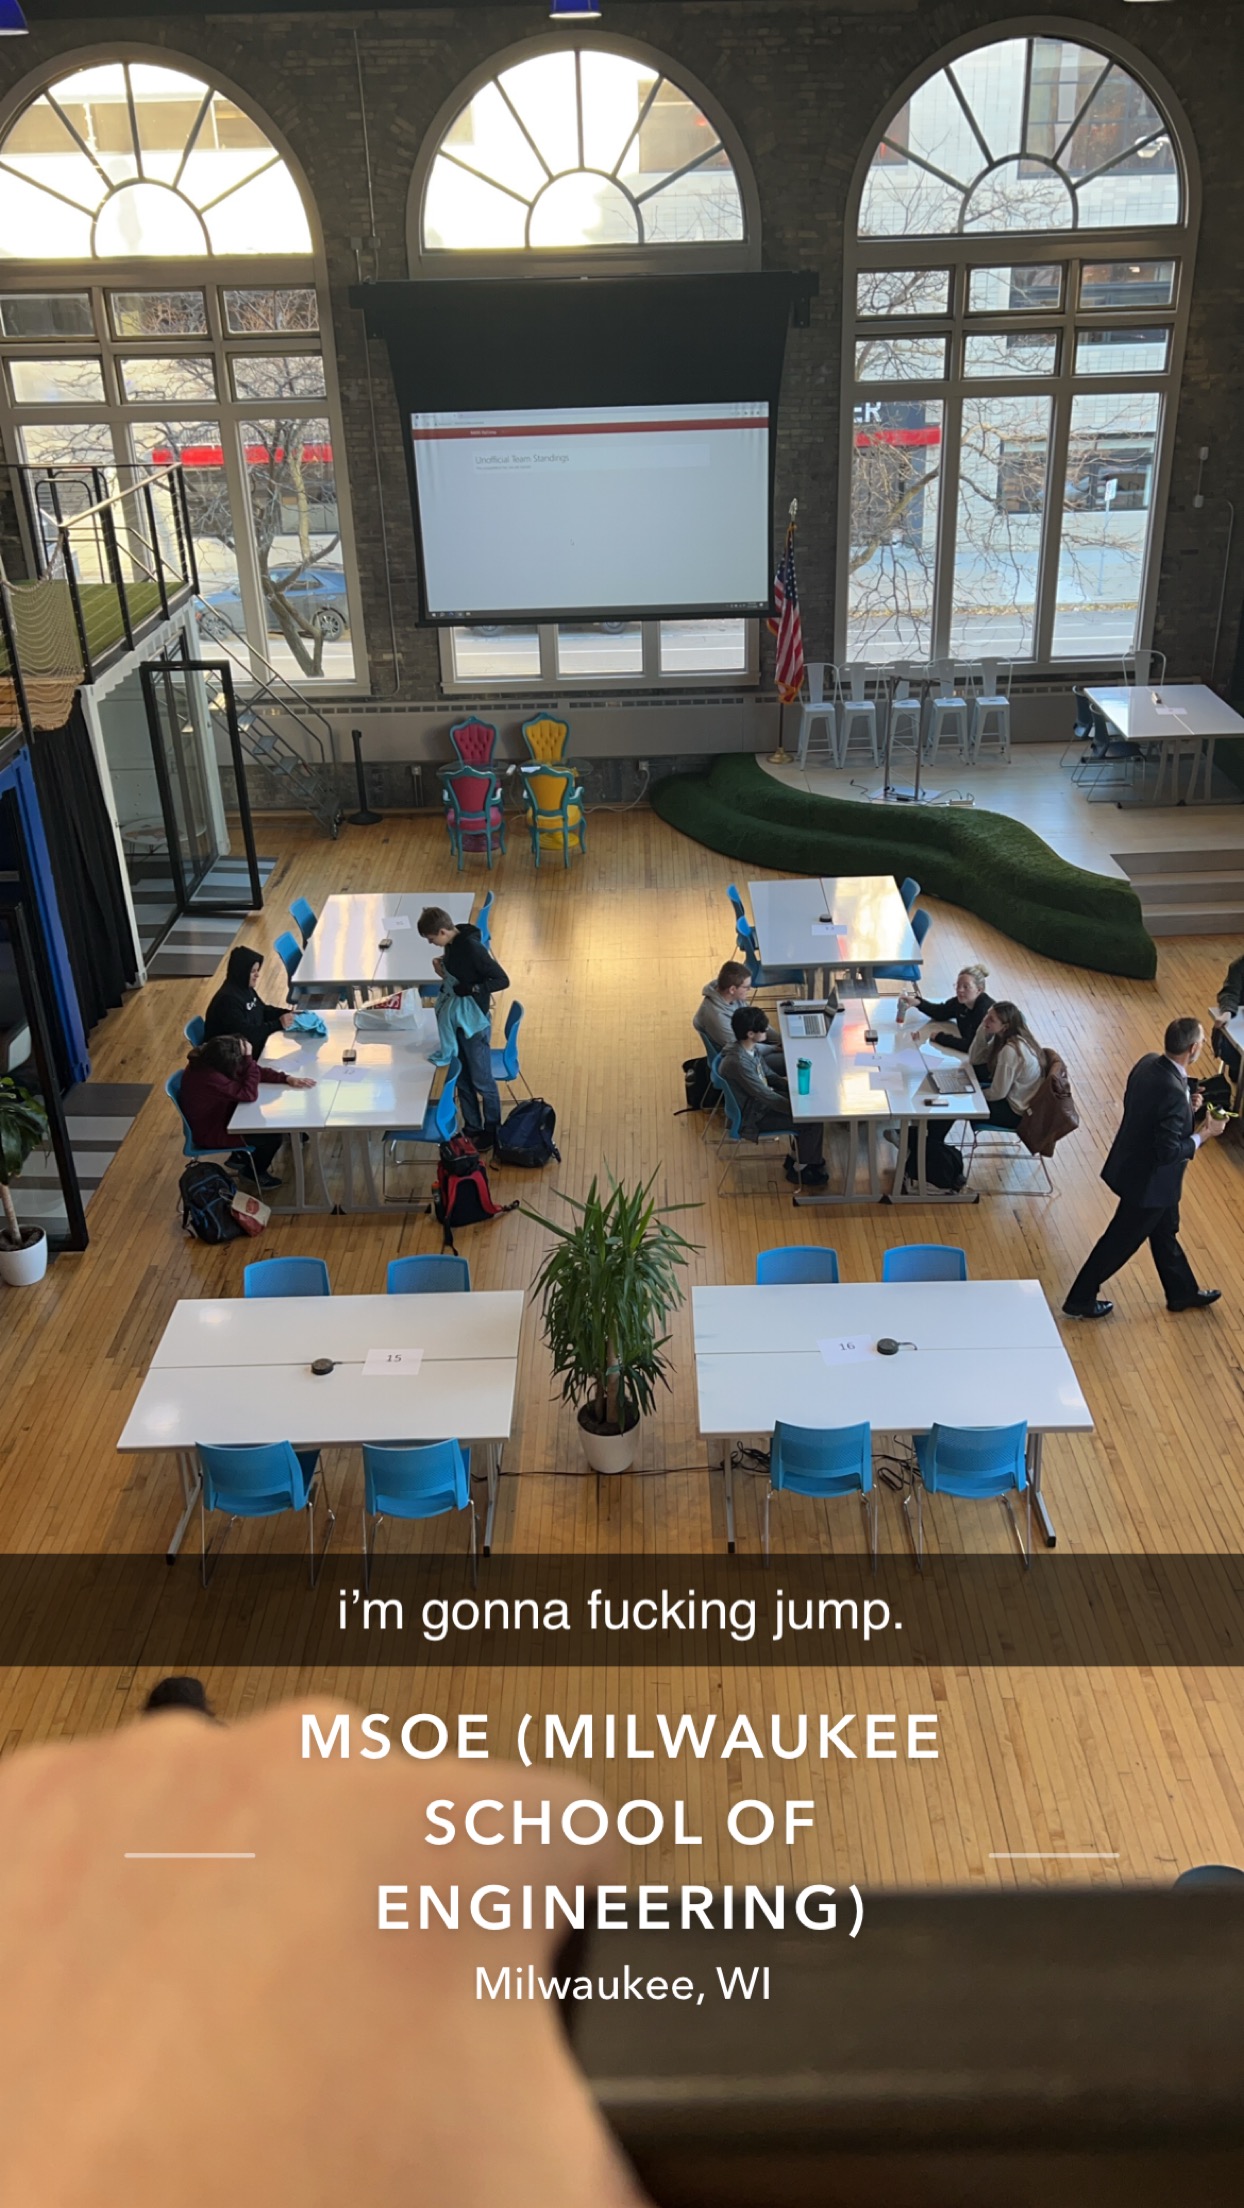 Unofficial Team Standings
ER
15
16
i'm gonna fucking jump.
MSOE (MILWAUKEE
SCHOOL OF
ENGINEERING)
Milwaukee, WI